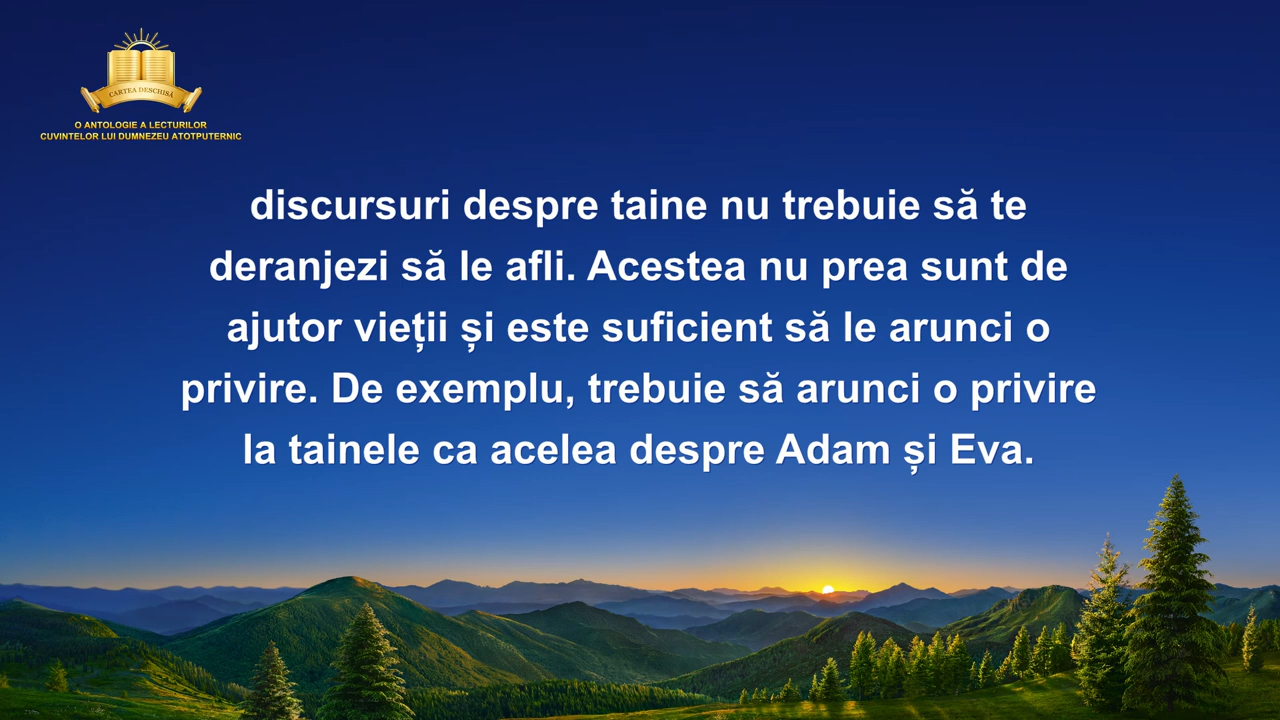 CARTEA DESCHISĂ
O ANTOLOGIE A LECTURILOR
CUVINTELOR LUI DUMNEZEU ATOTPUTERNIC
discursuri despre taine nu trebuie să te
deranjezi să le afli. Acestea nu prea sunt de
ajutor vieții și este suficient să le arunci o
privire. De exemplu, trebuie să arunci o privire
la tainele ca acelea despre Adam și Eva.